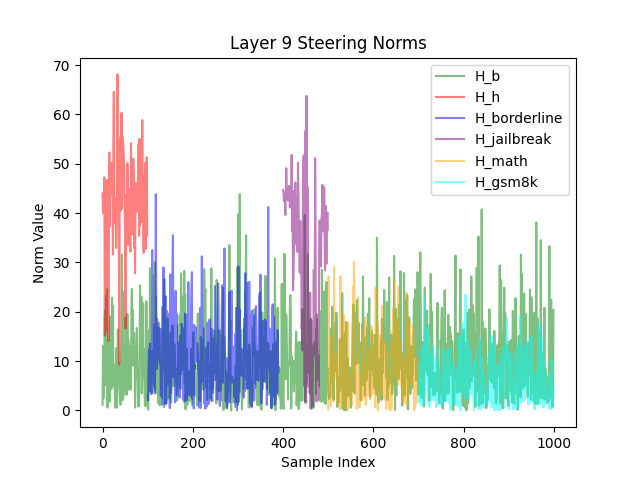 Layer 9 Steering Norms
Norm Value
70
60
50
40
30
20
10
0
H_b
H_h
H_borderline
H_jailbreak
H_math
H_gsm8k
0
200
400
600
800
1000
Sample Index